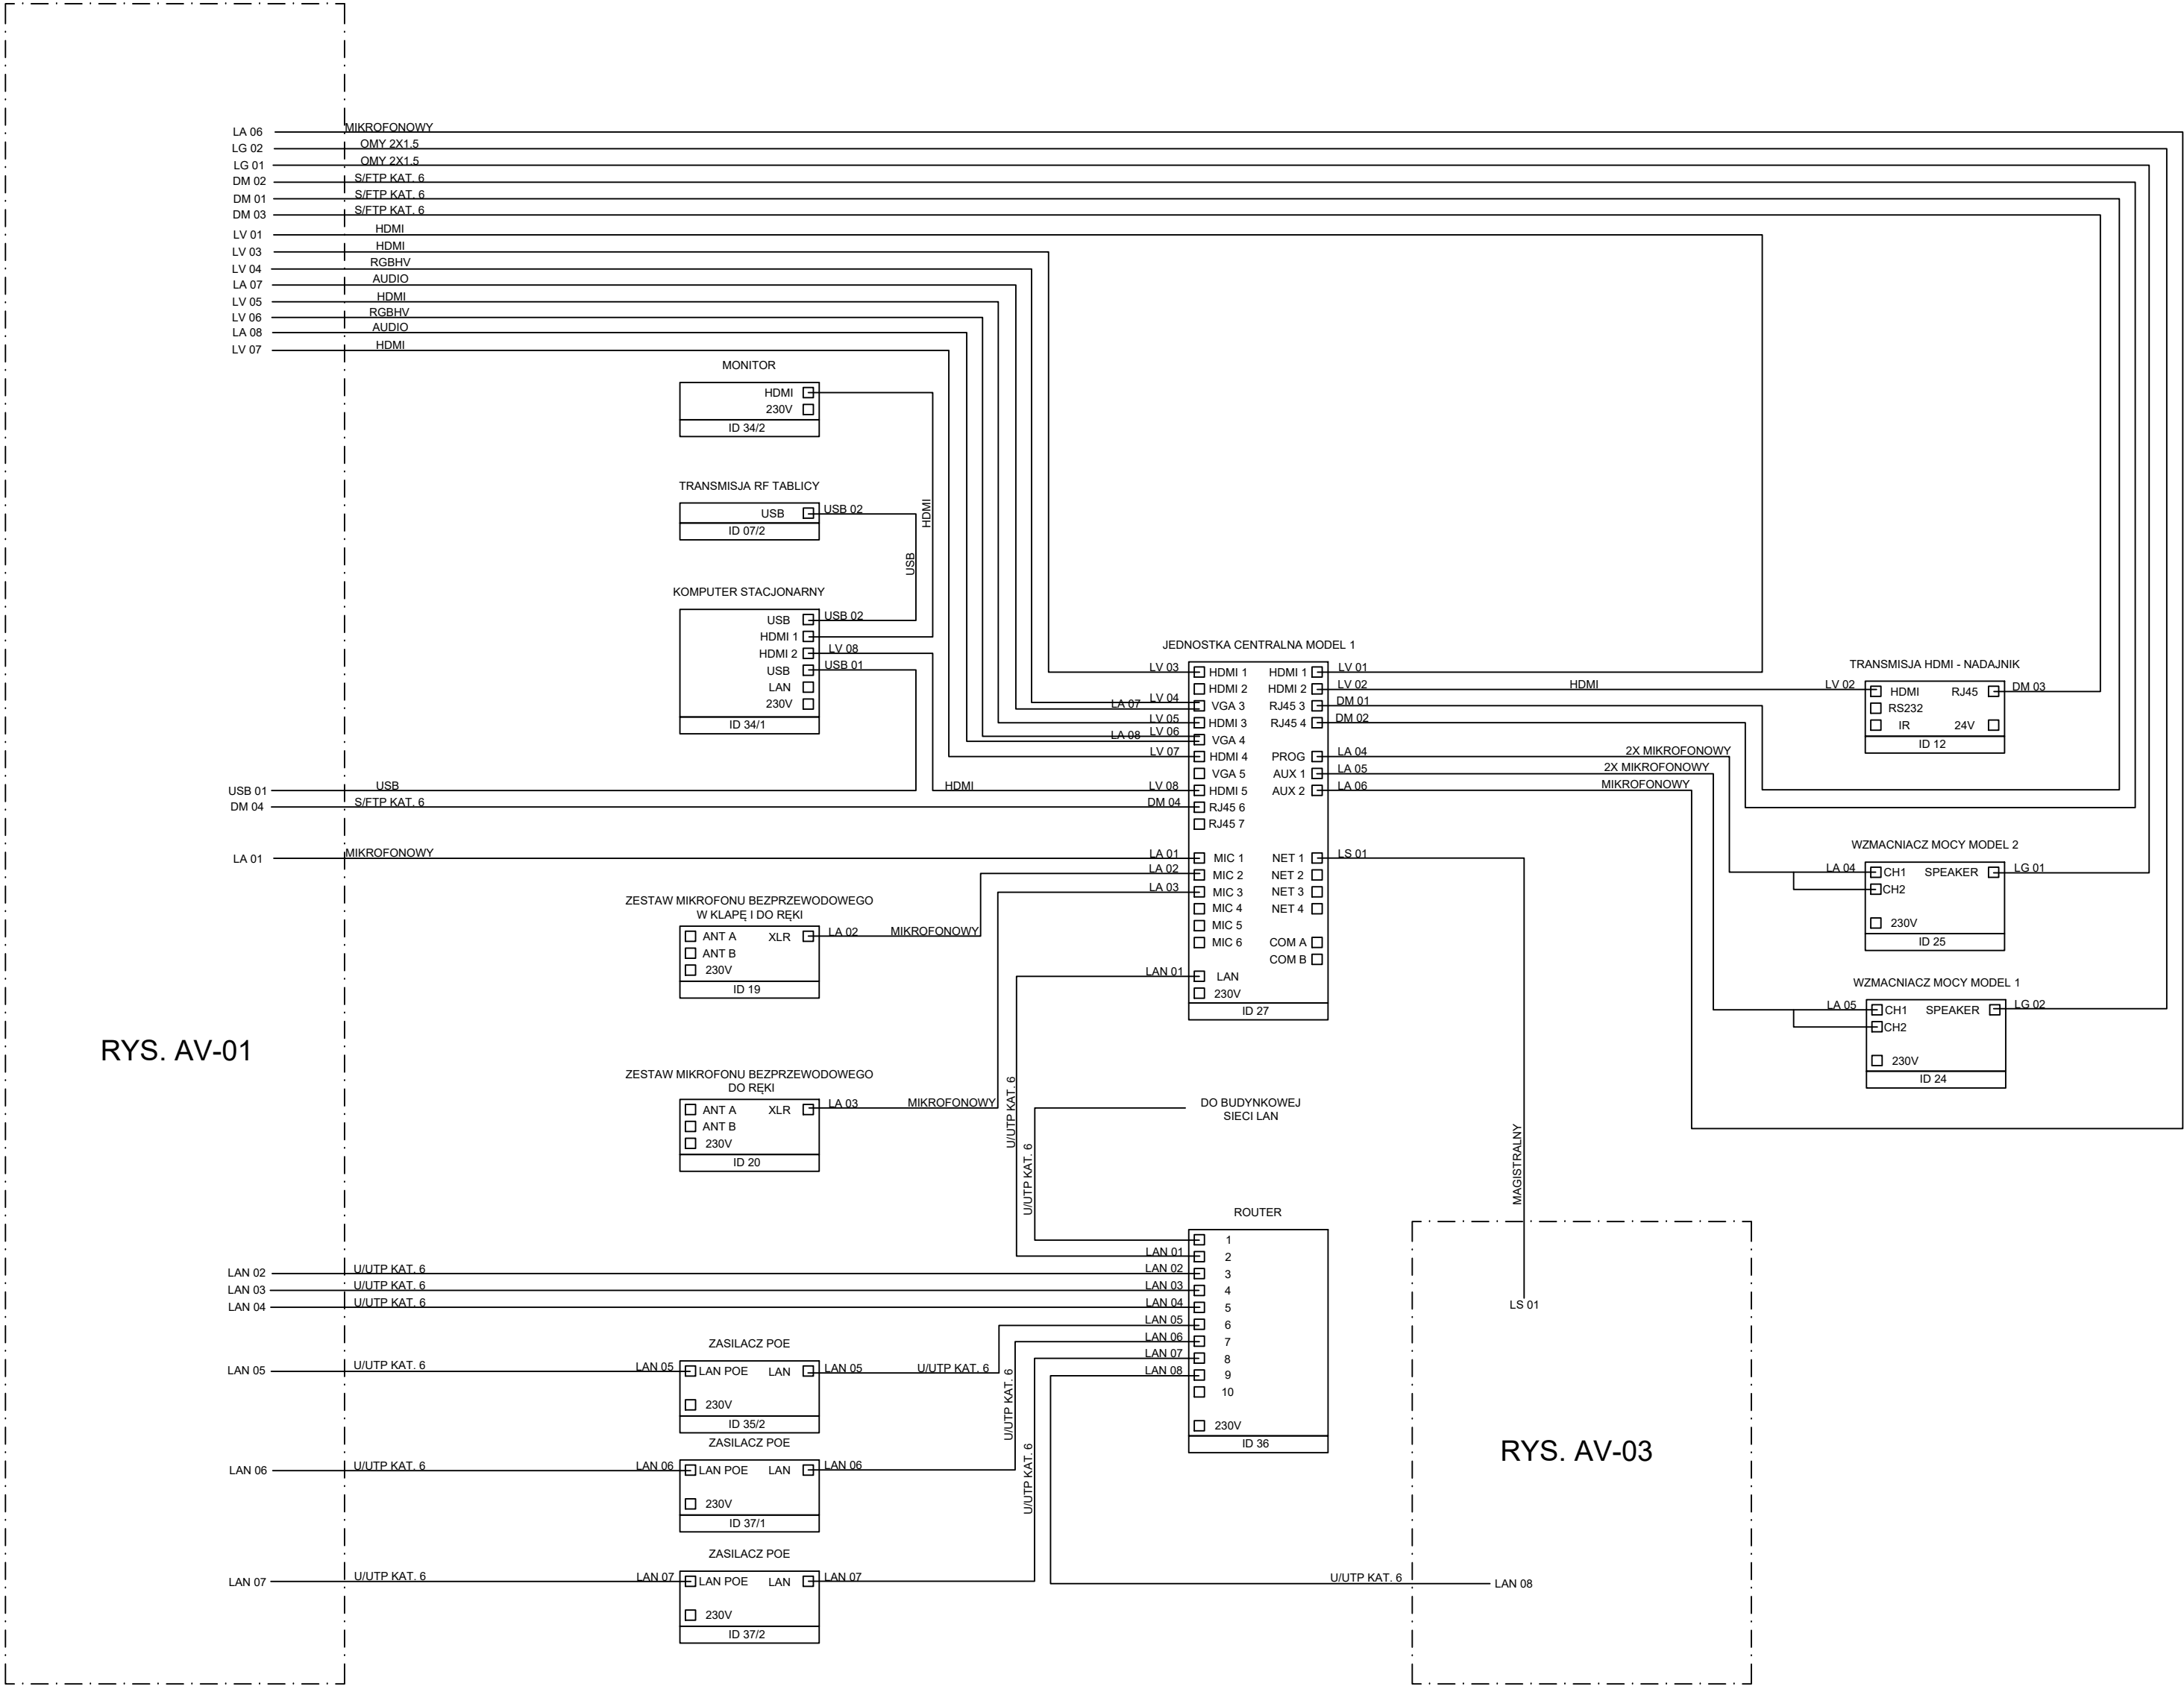 LA 06 MIKROFONOWY
LG 02 OMY 2X1.5
LG 01 OMY 2X1.5
DM 02 S/FTP KAT. 6
DM 01 S/FTP KAT. 6
DM 03 S/FTP KAT. 6
LV 01 HDMI
LV 03 HDMI
LV 04 RGBHV
LA 07 AUDIO
LV 05 HDMI
LV 06 RGBHV
LA 08 AUDIO
LV 07 HDMI
MONITOR
HDMI
230V
ID 34/2
HDMI
TRANSMISJA RF TABLICY
USB USB 02
ID 07/2
USB
KOMPUTER STACJONARNY
USB USB 02
HDMI 1
HDMI 2 LV 08
USB USB 01
LAN
230V
ID 34/1
USB 01 USB
DM 04 S/FTP KAT. 6
HDMI
LA 01 MIKROFONOWY
JEDNOSTKA CENTRALNA MODEL 1
LV 03 HDMI 1 HDMI 1 LV 01
HDMI 2 HDMI 2 LV 02 HDMI
LA 07 LV 04 VGA 3 RJ45 3 DM 01
LV 05 HDMI 3 RJ45 4 DM 02
LA 08 LV 06 VGA 4
LV 07 HDMI 4 PROG LA 04 2X MIKROFONOWY
VGA 5 AUX 1 LA 05 2X MIKROFONOWY
LV 08 HDMI 5 AUX 2 LA 06 MIKROFONOWY
DM 04 RJ45 6
RJ45 7
LA 01 MIC 1 NET 1 LS 01
LA 02 MIC 2 NET 2
LA 03 MIC 3 NET 3
MIC 4 NET 4
MIC 5
MIC 6 COM A
COM B
LAN 01 LAN
230V
ID 27
TRANSMISJA HDMI - NADAJNIK
LV 02 HDMI RJ45 DM 03
RS232
IR 24V
ID 12
WZMACNIACZ MOCY MODEL 2
LA 04 CH1 SPEAKER LG 01
CH2
230V
ID 25
WZMACNIACZ MOCY MODEL 1
LA 05 CH1 SPEAKER LG 02
CH2
230V
ID 24
ZESTAW MIKROFONU BEZPRZEWODOWEGO
W KLAPĘ I DO RĘKI
ANT A XLR LA 02 MIKROFONOWY
ANT B
230V
ID 19
RYS. AV-01
ZESTAW MIKROFONU BEZPRZEWODOWEGO
DO RĘKI
ANT A XLR LA 03 MIKROFONOWY
ANT B
230V
ID 20
U/UTP KAT. 6
U/UTP KAT. 6
DO BUDYNKOWEJ
SIECI LAN
MAGISTRALNY
ROUTER
1
LAN 01 2
LAN 02 3
LAN 03 4
LAN 04 5
LAN 05 6
LAN 06 7
LAN 07 8
LAN 08 9
10
230V
ID 36
LAN 02 U/UTP KAT. 6
LAN 03 U/UTP KAT. 6
LAN 04 U/UTP KAT. 6
ZASILACZ POE
LAN 05 U/UTP KAT. 6 LAN 05 LAN POE LAN LAN 05 U/UTP KAT. 6
230V
ID 35/2
U/UTP KAT. 6
ZASILACZ POE
LAN 06 U/UTP KAT. 6 LAN 06 LAN POE LAN LAN 06
230V
ID 37/1
U/UTP KAT. 6
ZASILACZ POE
LAN 07 U/UTP KAT. 6 LAN 07 LAN POE LAN LAN 07
230V
ID 37/2
LS 01
RYS. AV-03
U/UTP KAT. 6 LAN 08